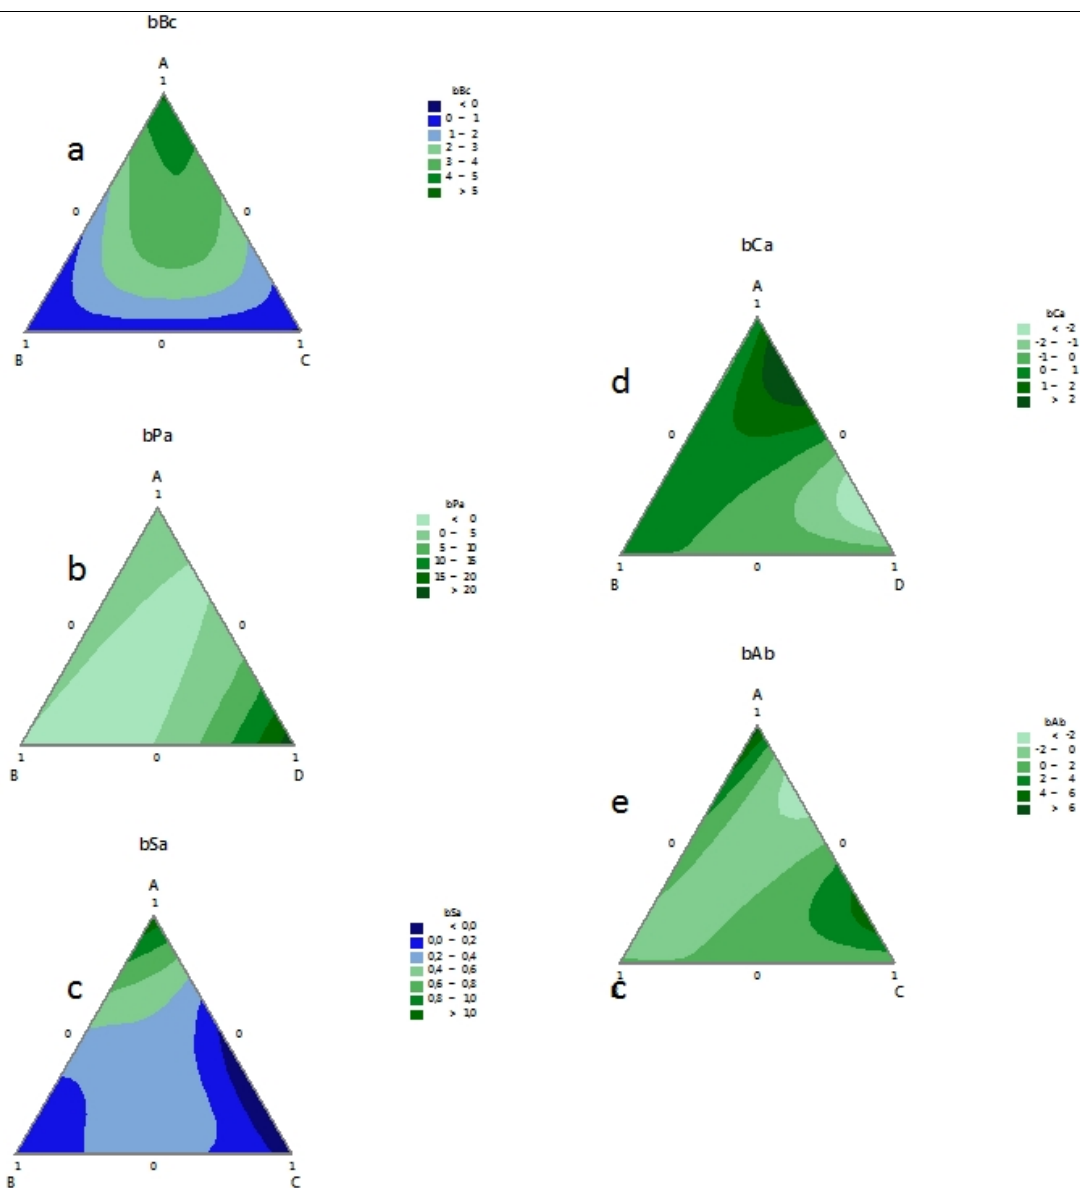 bBc
A
1
a
0
0
1
0
1
B
C
bBc
< 0
0 - 1
1 - 2
2 - 3
3 - 4
4 - 5
> 5
bPa
A
1
b
0
0
1
0
1
B
D
bPa
< 0
0 - 5
5 - 10
10 - 15
15 - 20
> 20
bSa
A
1
c
0
0
1
0
1
B
C
bSa
< 0,0
0,0 - 0,2
0,2 - 0,4
0,4 - 0,6
0,6 - 0,8
0,8 - 1,0
> 1,0
bCa
A
1
d
0
0
1
0
1
B
D
bCa
< -2
-2 - -1
-1 - 0
0 - 1
1 - 2
> 2
bAb
A
1
e
0
0
1
0
1
c
C
bAb
< -2
-2 - 0
0 - 2
2 - 4
4 - 6
> 6